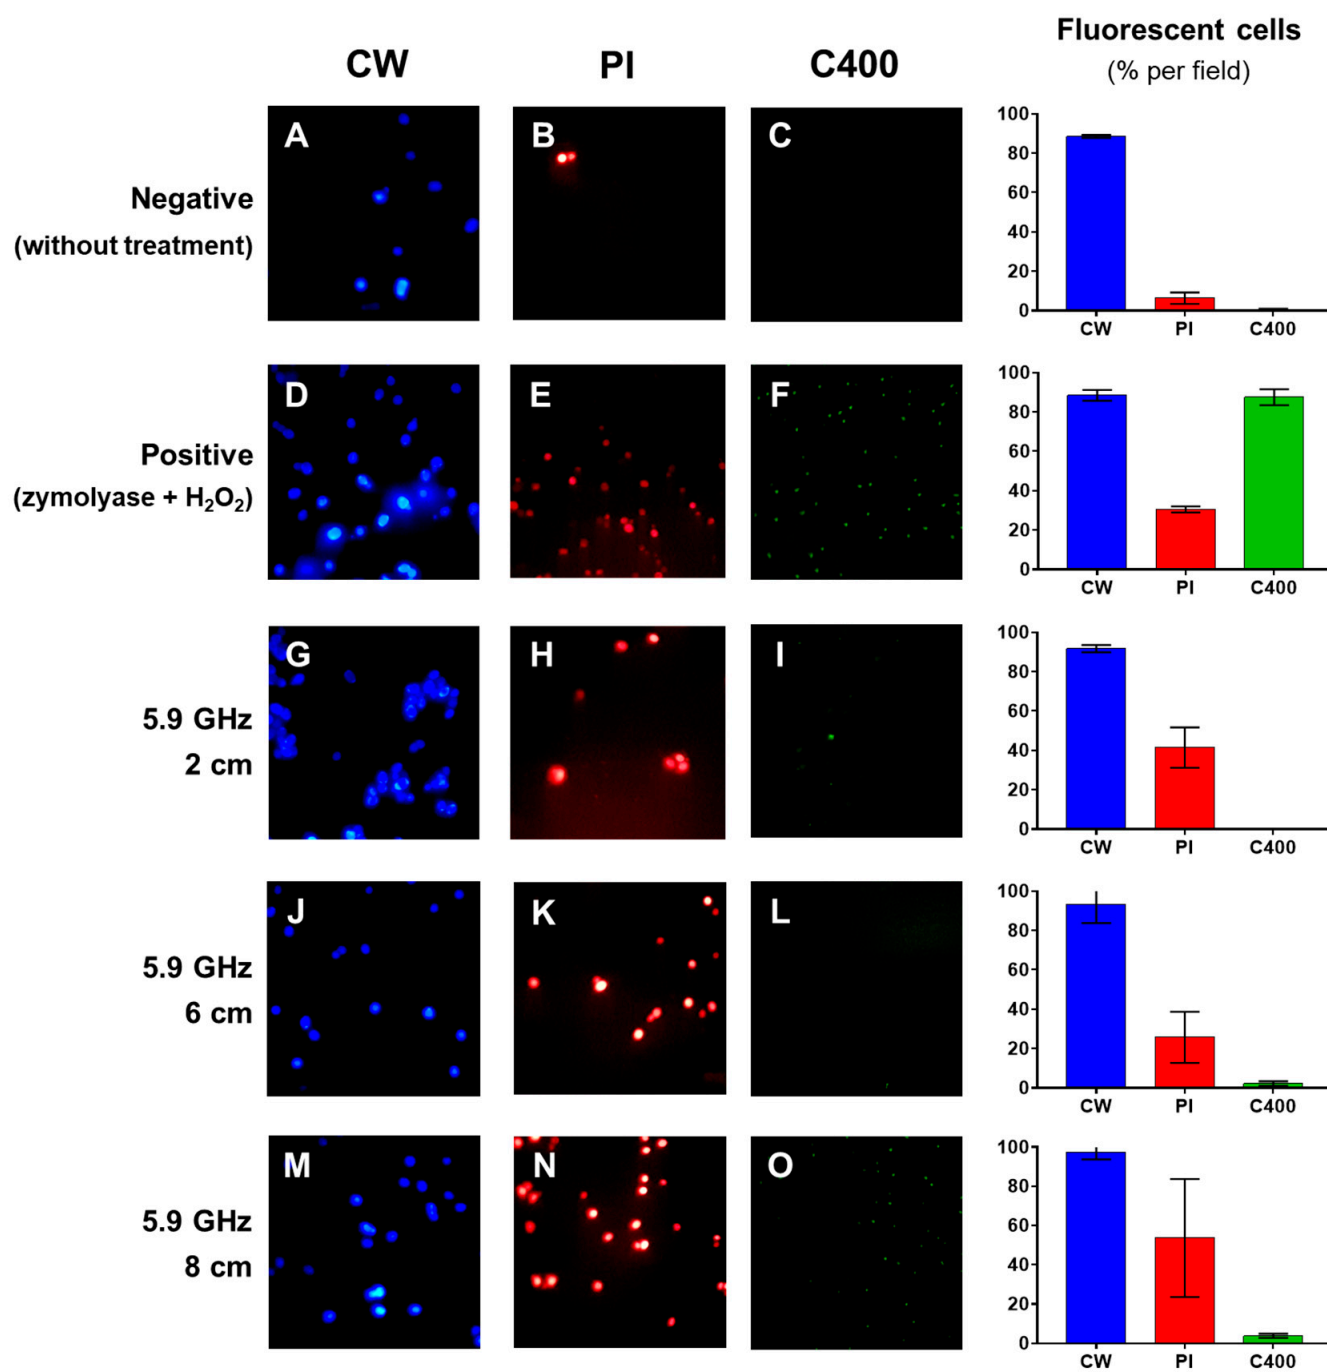 CW PI C400 Fluorescent cells
(% per field)
Negative
(without treatment)
A B C
100
80
60
40
20
0
CW PI C400
Positive
(zymolyase + H₂O₂)
D E F
100
80
60
40
20
0
CW PI C400
5.9 GHz
2 cm
G H I
100
80
60
40
20
0
CW PI C400
5.9 GHz
6 cm
J K L
100
80
60
40
20
0
CW PI C400
5.9 GHz
8 cm
M N O
100
80
60
40
20
0
CW PI C400